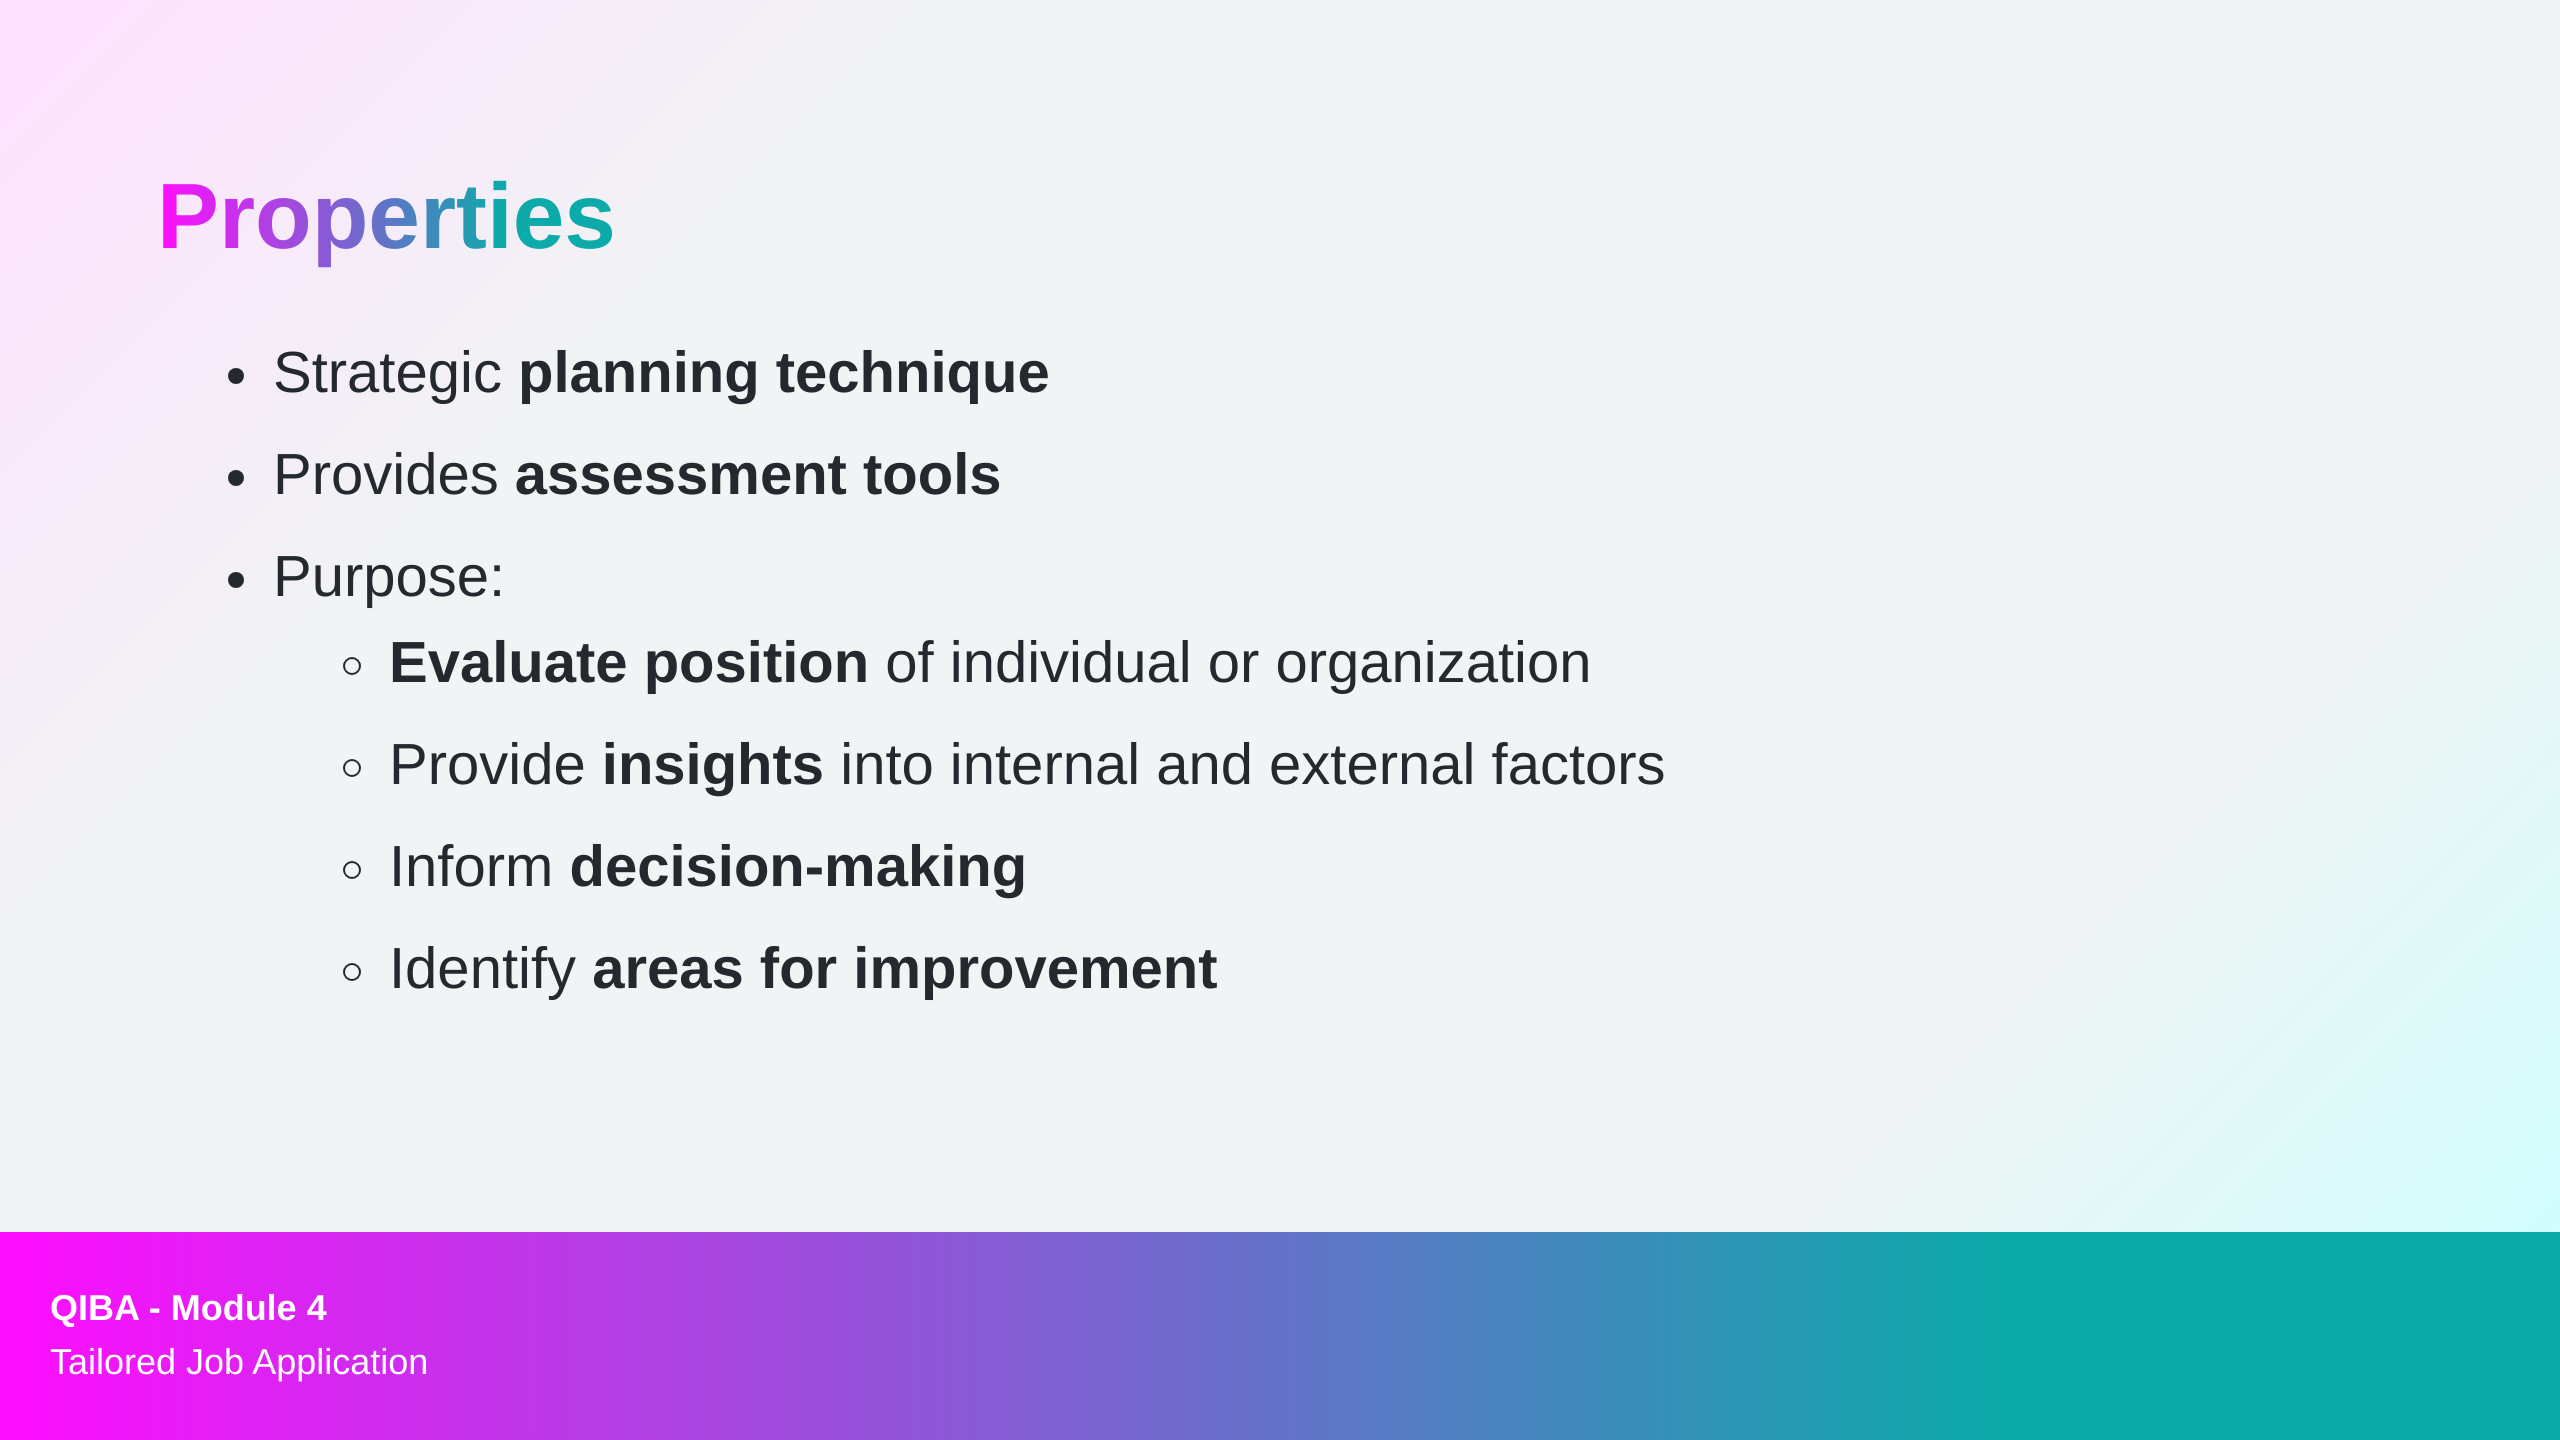 Properties
Strategic planning technique
Provides assessment tools
Purpose:
Evaluate position of individual or organization
Provide insights into internal and external factors
Inform decision-making
Identify areas for improvement
QIBA - Module 4
Tailored Job Application